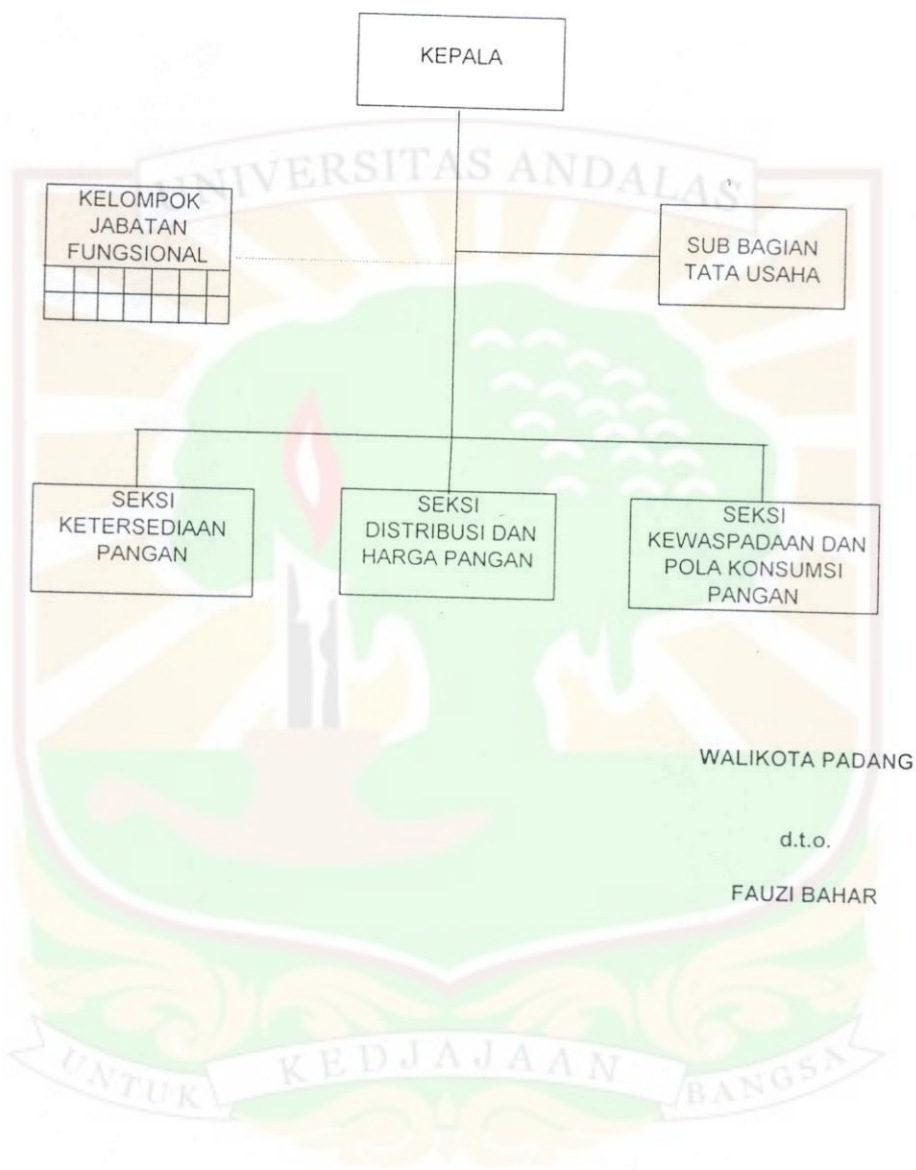 KEPALA
UNIVERSITAS ANDALAS
KELOMPOK
JABATAN
FUNGSIONAL
SUB BAGIAN
TATA USAHA
SEKSI
KETERSEDIAAN
PANGAN
SEKSI
DISTRIBUSI DAN
HARGA PANGAN
SEKSI
KEWASPADAAN DAN
POLA KONSUMSI
PANGAN
WALIKOTA PADANG
d.t.o.
FAUZI BAHAR
UNTUK KEDJAJAAN BANGSA